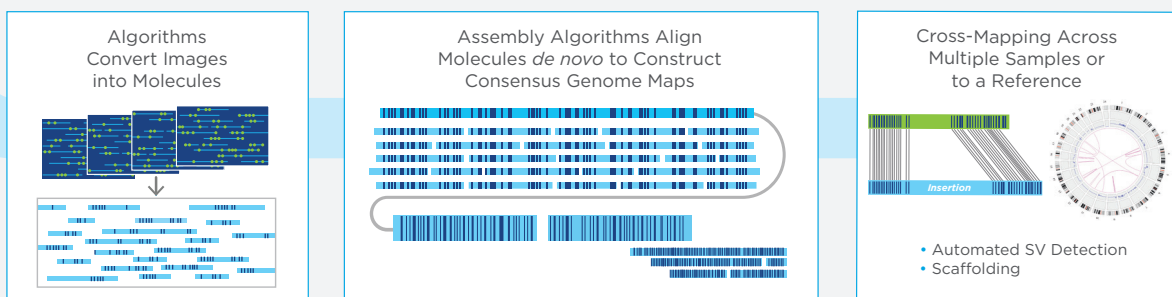 Algorithms
Convert Images
into Molecules
Assembly Algorithms Align
Molecules de novo to Construct
Consensus Genome Maps
Cross-Mapping Across
Multiple Samples or
to a Reference
Insertion
• Automated SV Detection
• Scaffolding